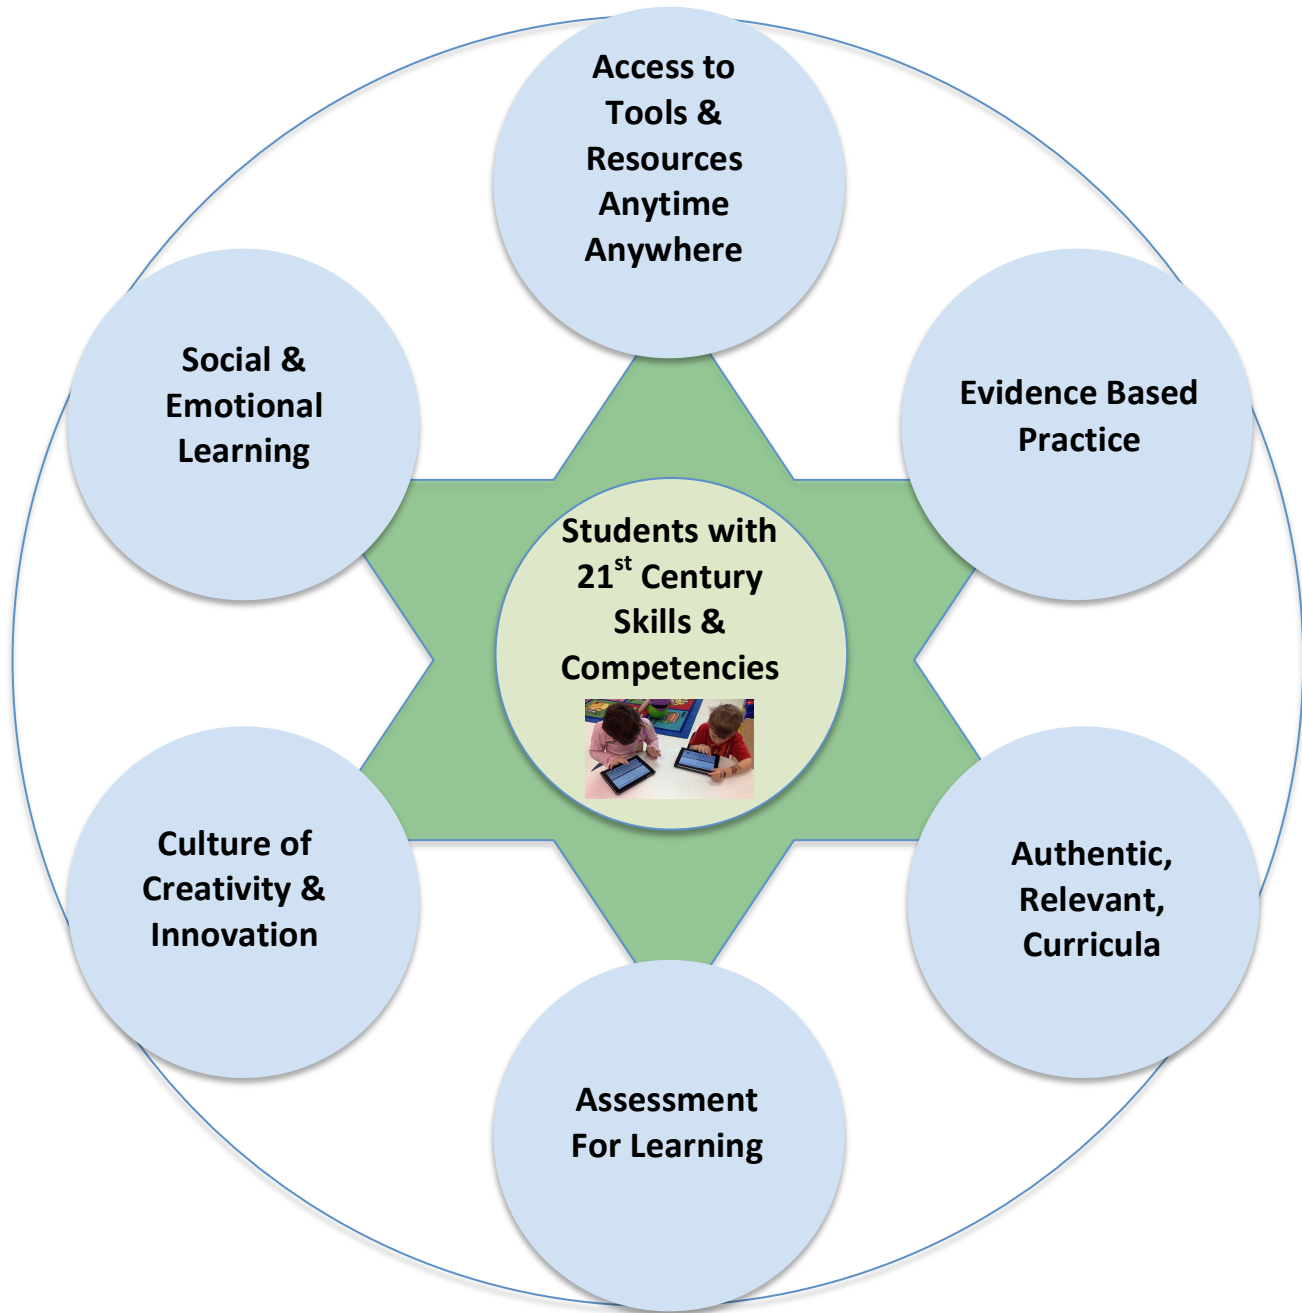 Access to
Tools &
Resources
Anytime
Anywhere
Evidence Based
Practice
Authentic,
Relevant,
Curricula
Assessment
For Learning
Culture of
Creativity &
Innovation
Social &
Emotional
Learning
Students with
21st Century
Skills &
Competencies